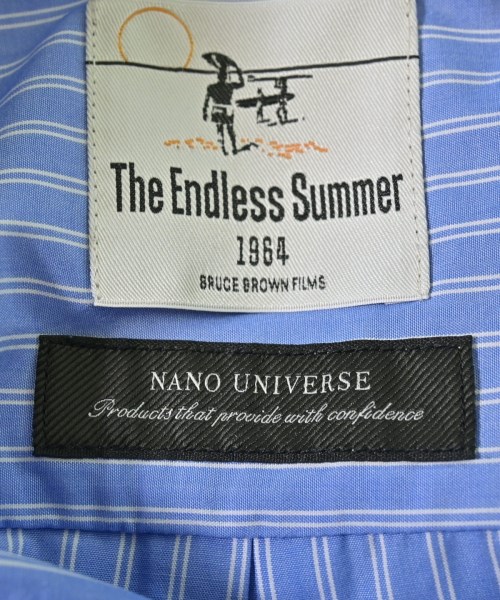 The Endless Summer
1964
BRUCE BROWN FILMS
NANO UNIVERSE
Products that provide with confidence